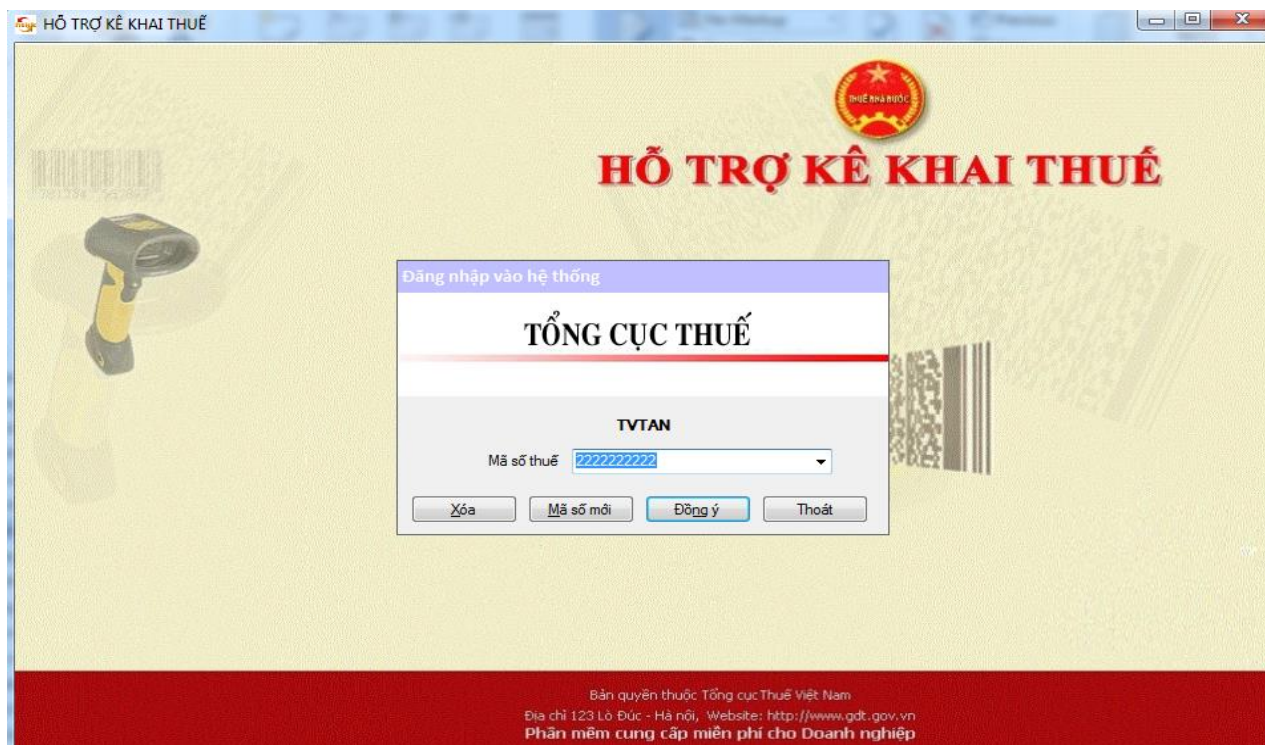 HỖ TRỢ KÊ KHAI THUẾ
THUẾ NHÀ NƯỚC
HỖ TRỢ KÊ KHAI THUẾ
Đăng nhập vào hệ thống
TỔNG CỤC THUẾ
TVTAN
Mã số thuế 2222222222
Xóa Mã số mới Đồng ý Thoát
Bản quyền thuộc Tổng cục Thuế Việt Nam
Địa chỉ 123 Lò Đúc - Hà nội, Website: http://www.gdt.gov.vn
Phần mềm cung cấp miễn phí cho Doanh nghiệp